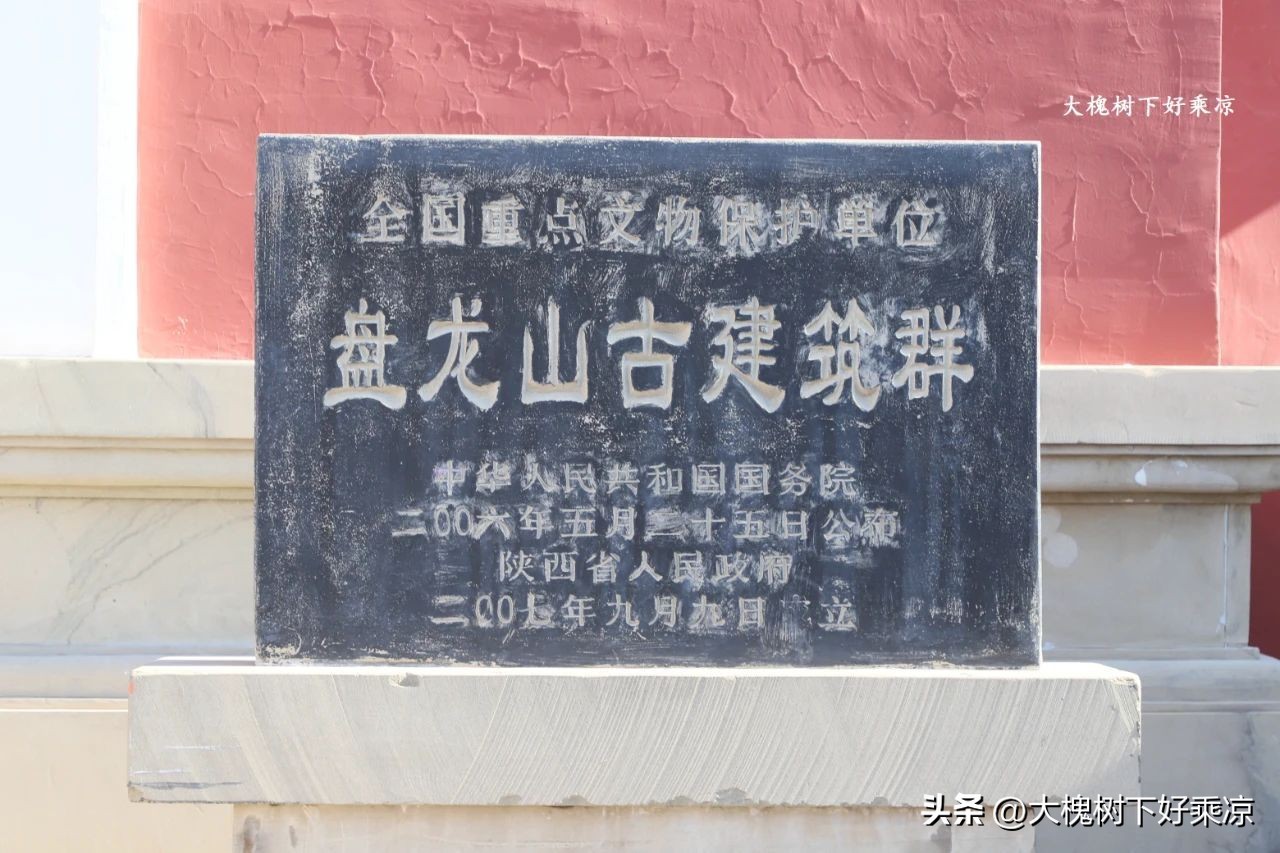 大槐树下好乘凉
全国重点文物保护单位
盘龙山古建筑群
中华人民共和国国务院
二00六年五月二十五日公布
陕西省人民政府
二00七年九月九日 立
头条 @大槐树下好乘凉